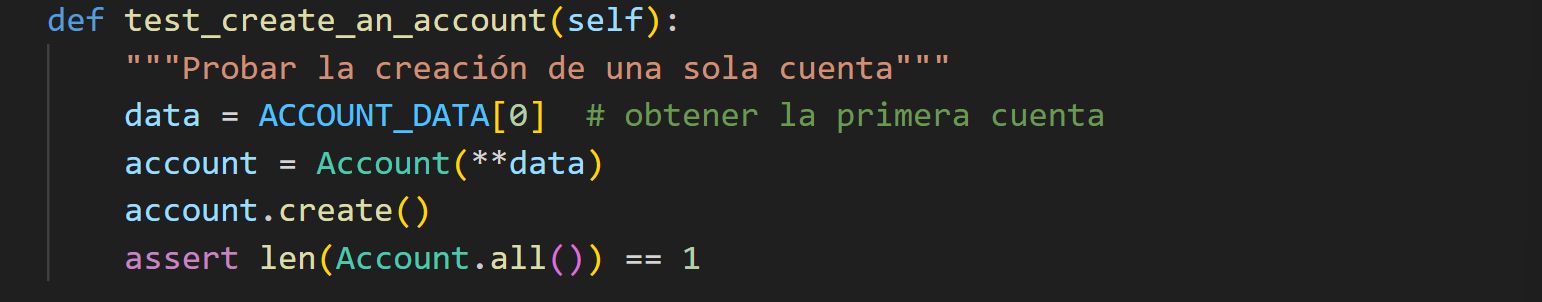 def test_create_an_account(self):
    """Probar la creación de una sola cuenta"""
    data = ACCOUNT_DATA[0]  # obtener la primera cuenta
    account = Account(**data)
    account.create()
    assert len(Account.all()) == 1